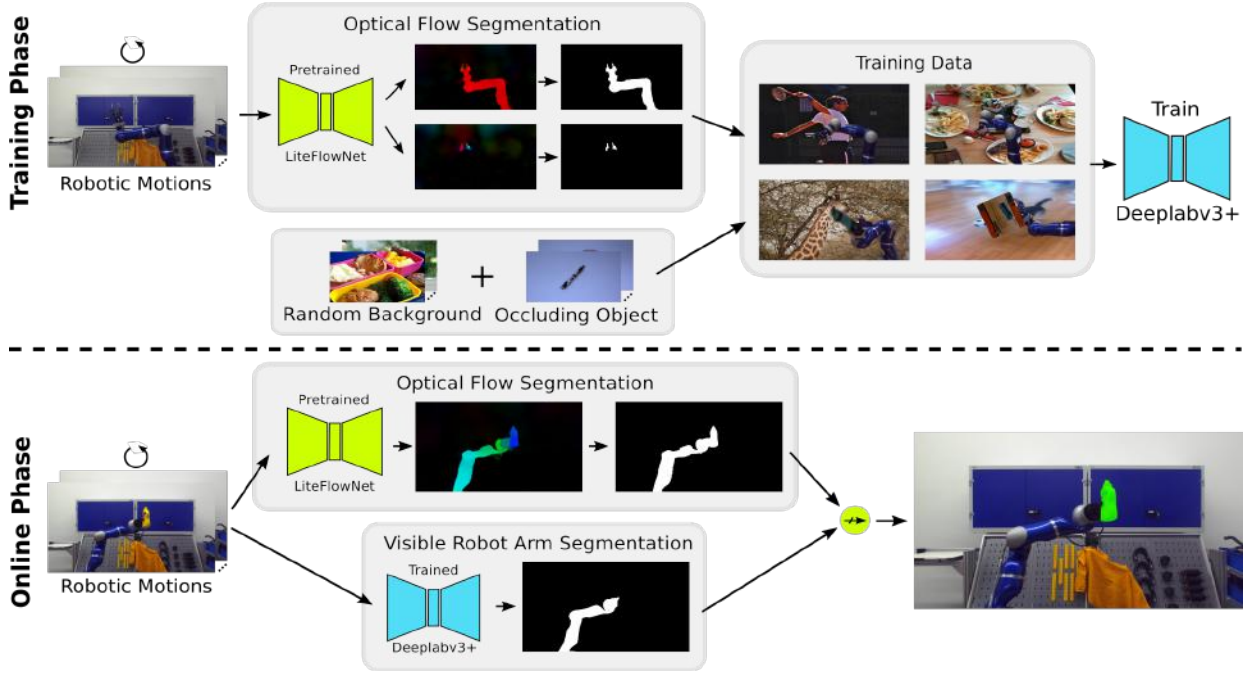 Training Phase
Robotic Motions
Optical Flow Segmentation
Pretrained
LiteFlowNet
Random Background
+
Occluding Object
Training Data
Train
Deeplabv3+
Online Phase
Robotic Motions
Optical Flow Segmentation
Pretrained
LiteFlowNet
Visible Robot Arm Segmentation
Trained
Deeplabv3+